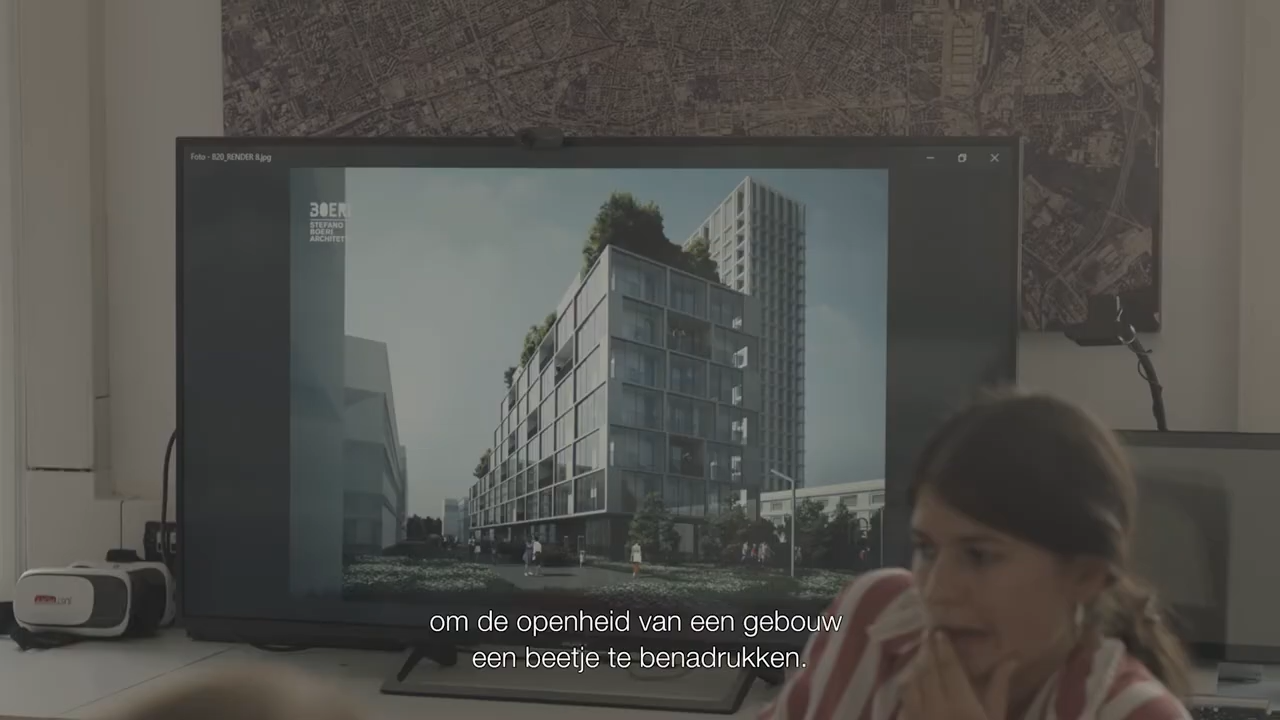 Foto - B20_RENDER 8.jpg
BOERI
STEFANO
BOERI
ARCHITET
om de openheid van een gebouw
een beetje te benadrukken.